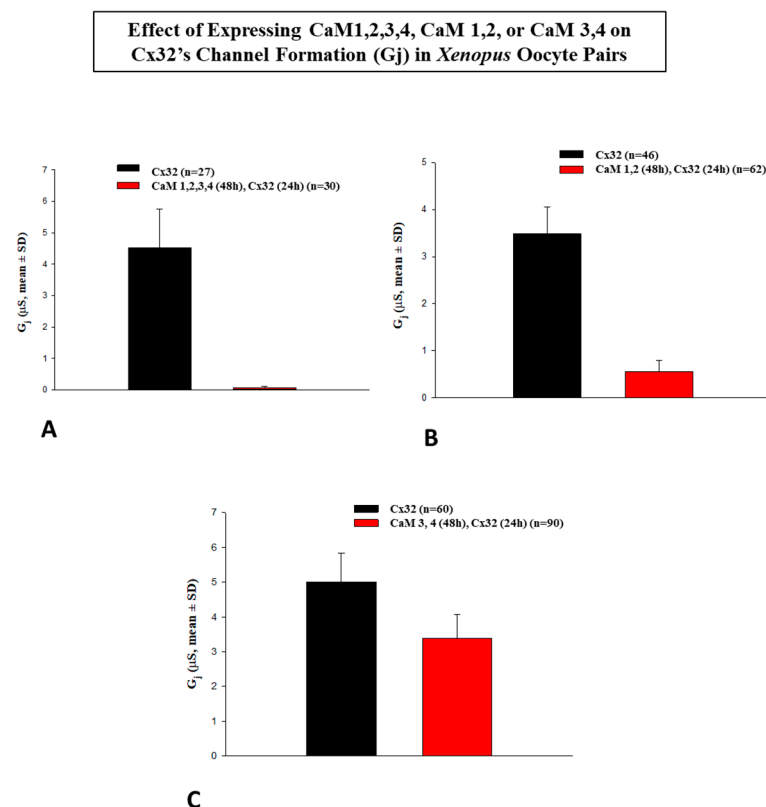 Effect of Expressing CaM1,2,3,4, CaM 1,2, or CaM 3,4 on
Cx32's Channel Formation (Gj) in Xenopus Oocyte Pairs
Cx32 (n=27)
CaM 1,2,3,4 (48h), Cx32 (24h) (n=30)
7
6
5
4
3
2
1
0
Gj (µS, mean ± SD)
A
Cx32 (n=46)
CaM 1,2 (48h), Cx32 (24h) (n=62)
5
4
3
2
1
0
Gj (µS, mean ± SD)
B
Cx32 (n=60)
CaM 3, 4 (48h), Cx32 (24h) (n=90)
7
6
5
4
3
2
1
0
Gj (µS, mean ± SD)
C